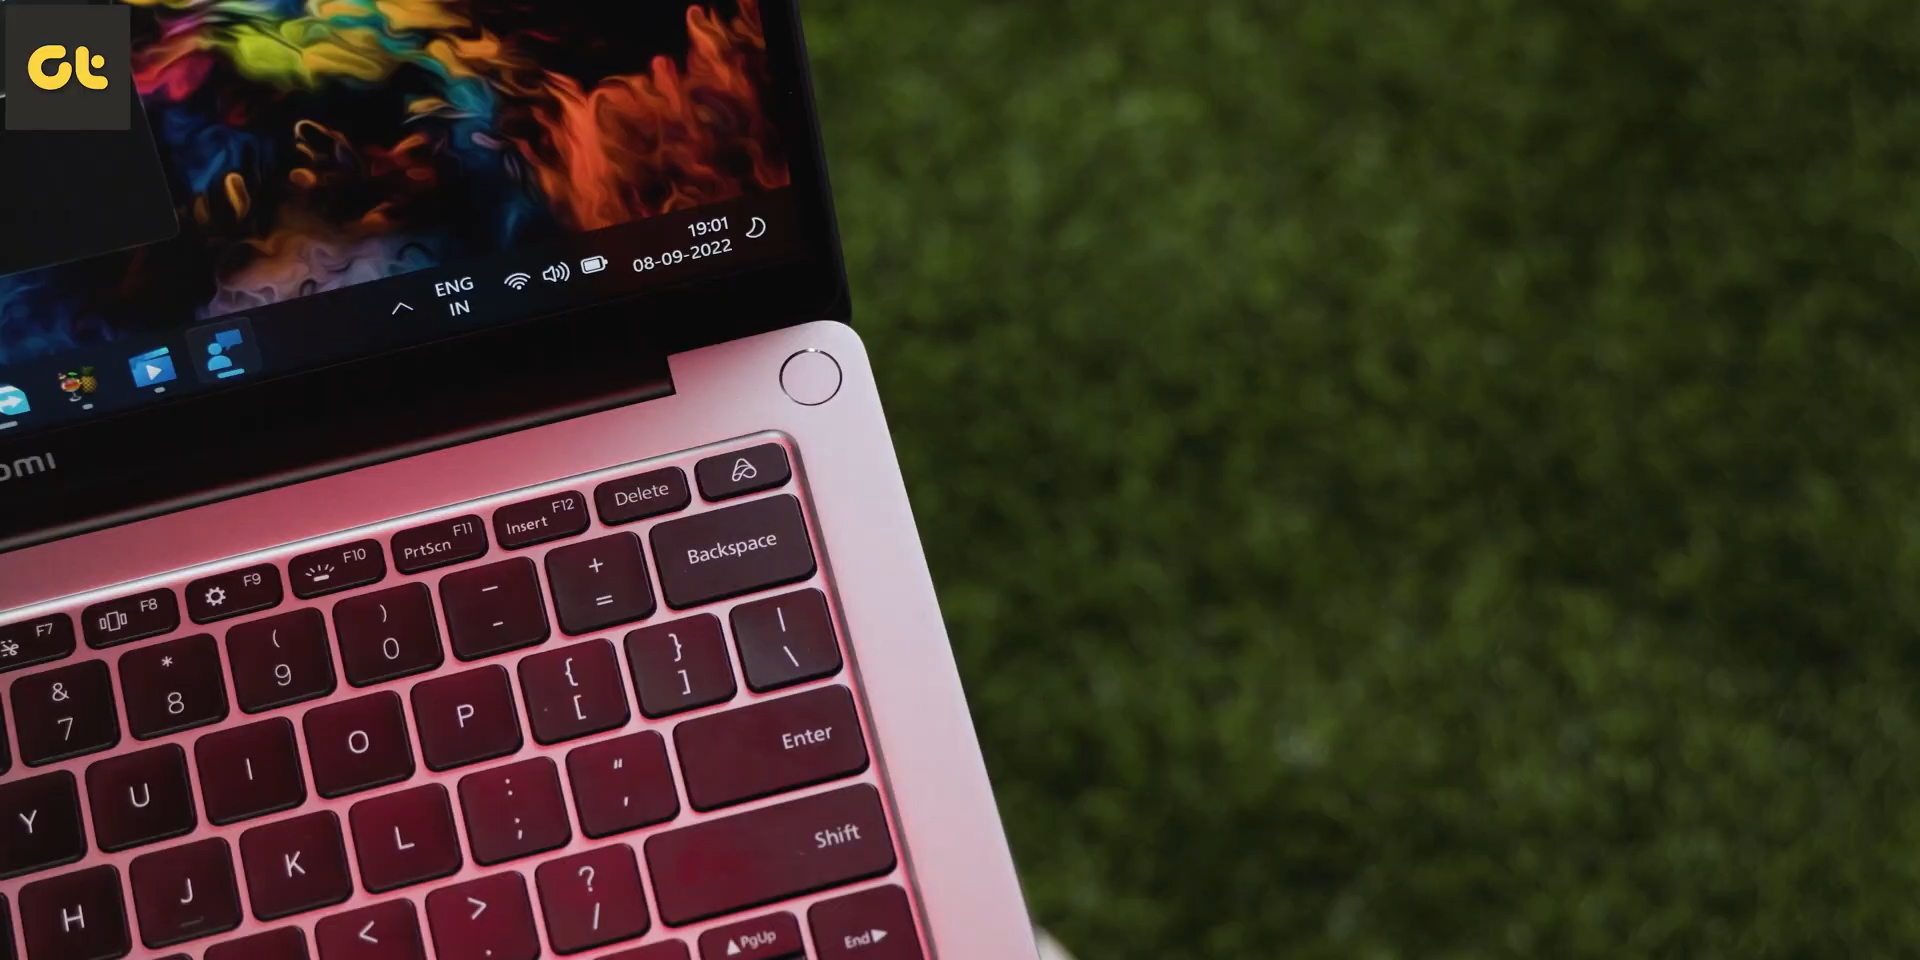 Gt
19:01
08-09-2022
ENG
IN
omi
F7
F8
F9
F10
PrtScn F11
Insert F12
Delete
& 7
* 8
( 9
) 0
_ -
+ =
Backspace
Y
U
I
O
P
{ [
} ]
| \
H
J
K
L
: ;
" '
Enter
<
> .
? /
Shift
▲PgUp
End▶